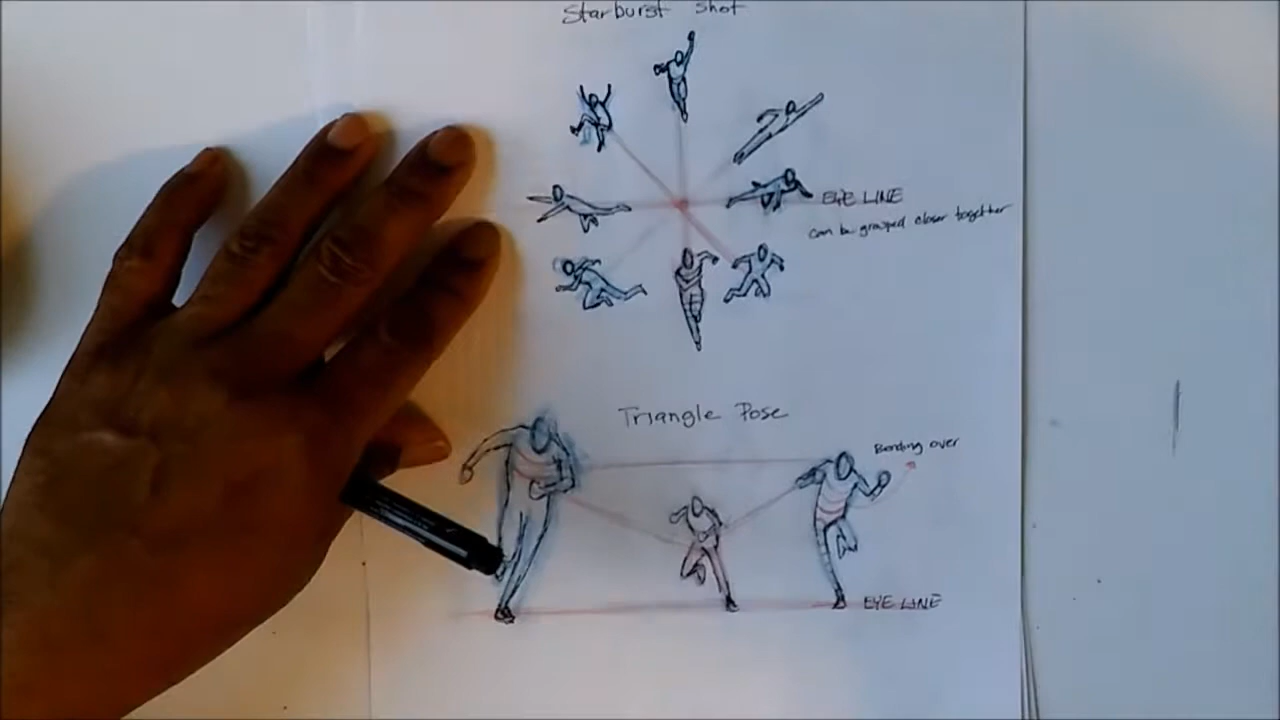 Starburst Shot
EYE LINE
can be grouped closer together
Triangle Pose
Bending over
EYE LINE